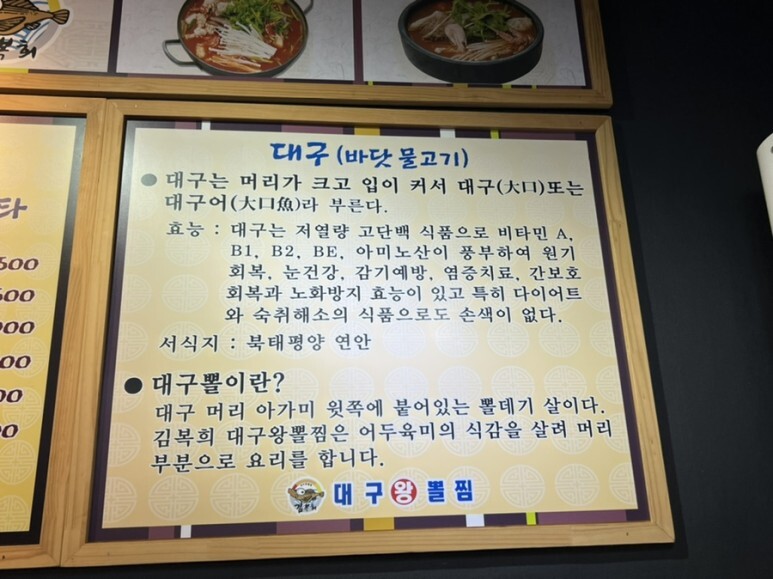 복희
대구 (바닷물고기)
● 대구는 머리가 크고 입이 커서 대구(大口)또는
대구어(大口魚)라 부른다.
효능 : 대구는 저열량 고단백 식품으로 비타민 A,
B1, B2, BE, 아미노산이 풍부하여 원기
회복, 눈건강, 감기예방, 염증치료, 간보호
회복과 노화방지 효능이 있고 특히 다이어트
와 숙취해소의 식품으로도 손색이 없다.
서식지 : 북태평양 연안
● 대구뽈이란?
대구 머리 아가미 윗쪽에 붙어있는 뽈데기 살이다.
김복희 대구왕뽈찜은 어두육미의 식감을 살려 머리
부분으로 요리를 합니다.
김복희 대구왕뽈찜
타